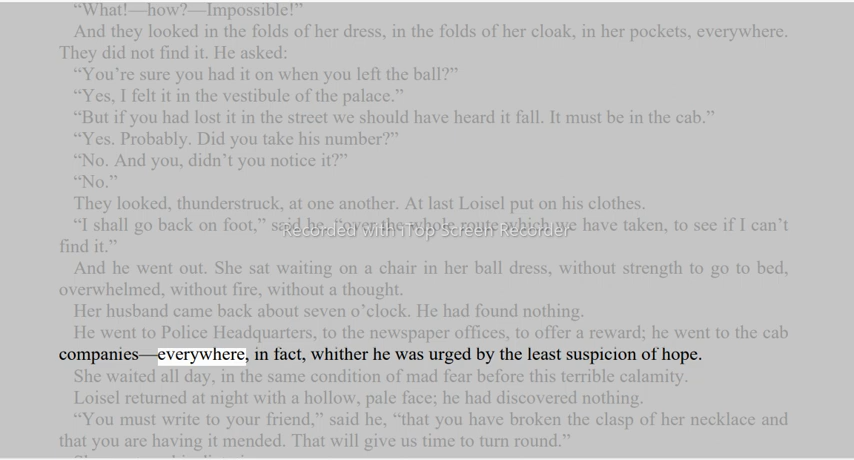 “What!—how?—Impossible!”
And they looked in the folds of her dress, in the folds of her cloak, in her pockets, everywhere.
They did not find it. He asked:
“You’re sure you had it on when you left the ball?”
“Yes, I felt it in the vestibule of the palace.”
“But if you had lost it in the street we should have heard it fall. It must be in the cab.”
“Yes. Probably. Did you take his number?”
“No. And you, didn’t you notice it?”
“No.”
They looked, thunderstruck, at one another. At last Loisel put on his clothes.
“I shall go back on foot,” said he, “over the whole route which we have taken, to see if I can’t
Recorded with iTop Screen Recorder
find it.”
And he went out. She sat waiting on a chair in her ball dress, without strength to go to bed,
overwhelmed, without fire, without a thought.
Her husband came back about seven o’clock. He had found nothing.
He went to Police Headquarters, to the newspaper offices, to offer a reward; he went to the cab
companies—everywhere, in fact, whither he was urged by the least suspicion of hope.
She waited all day, in the same condition of mad fear before this terrible calamity.
Loisel returned at night with a hollow, pale face; he had discovered nothing.
“You must write to your friend,” said he, “that you have broken the clasp of her necklace and
that you are having it mended. That will give us time to turn round.”